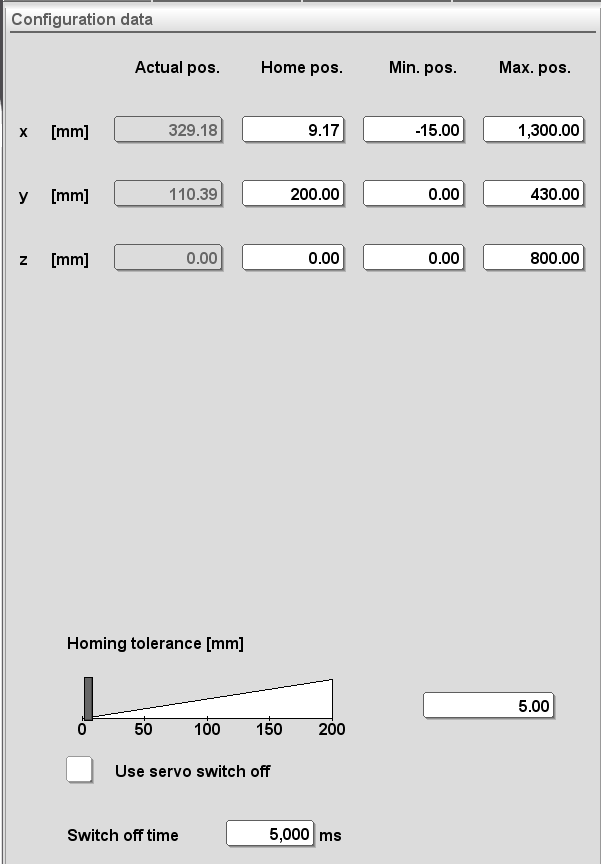 Configuration data
Actual pos. Home pos. Min. pos. Max. pos.
x [mm] 329.18 9.17 -15.00 1,300.00
y [mm] 110.39 200.00 0.00 430.00
z [mm] 0.00 0.00 0.00 800.00
Homing tolerance [mm]
5.00
0 50 100 150 200
Use servo switch off
Switch off time 5,000 ms